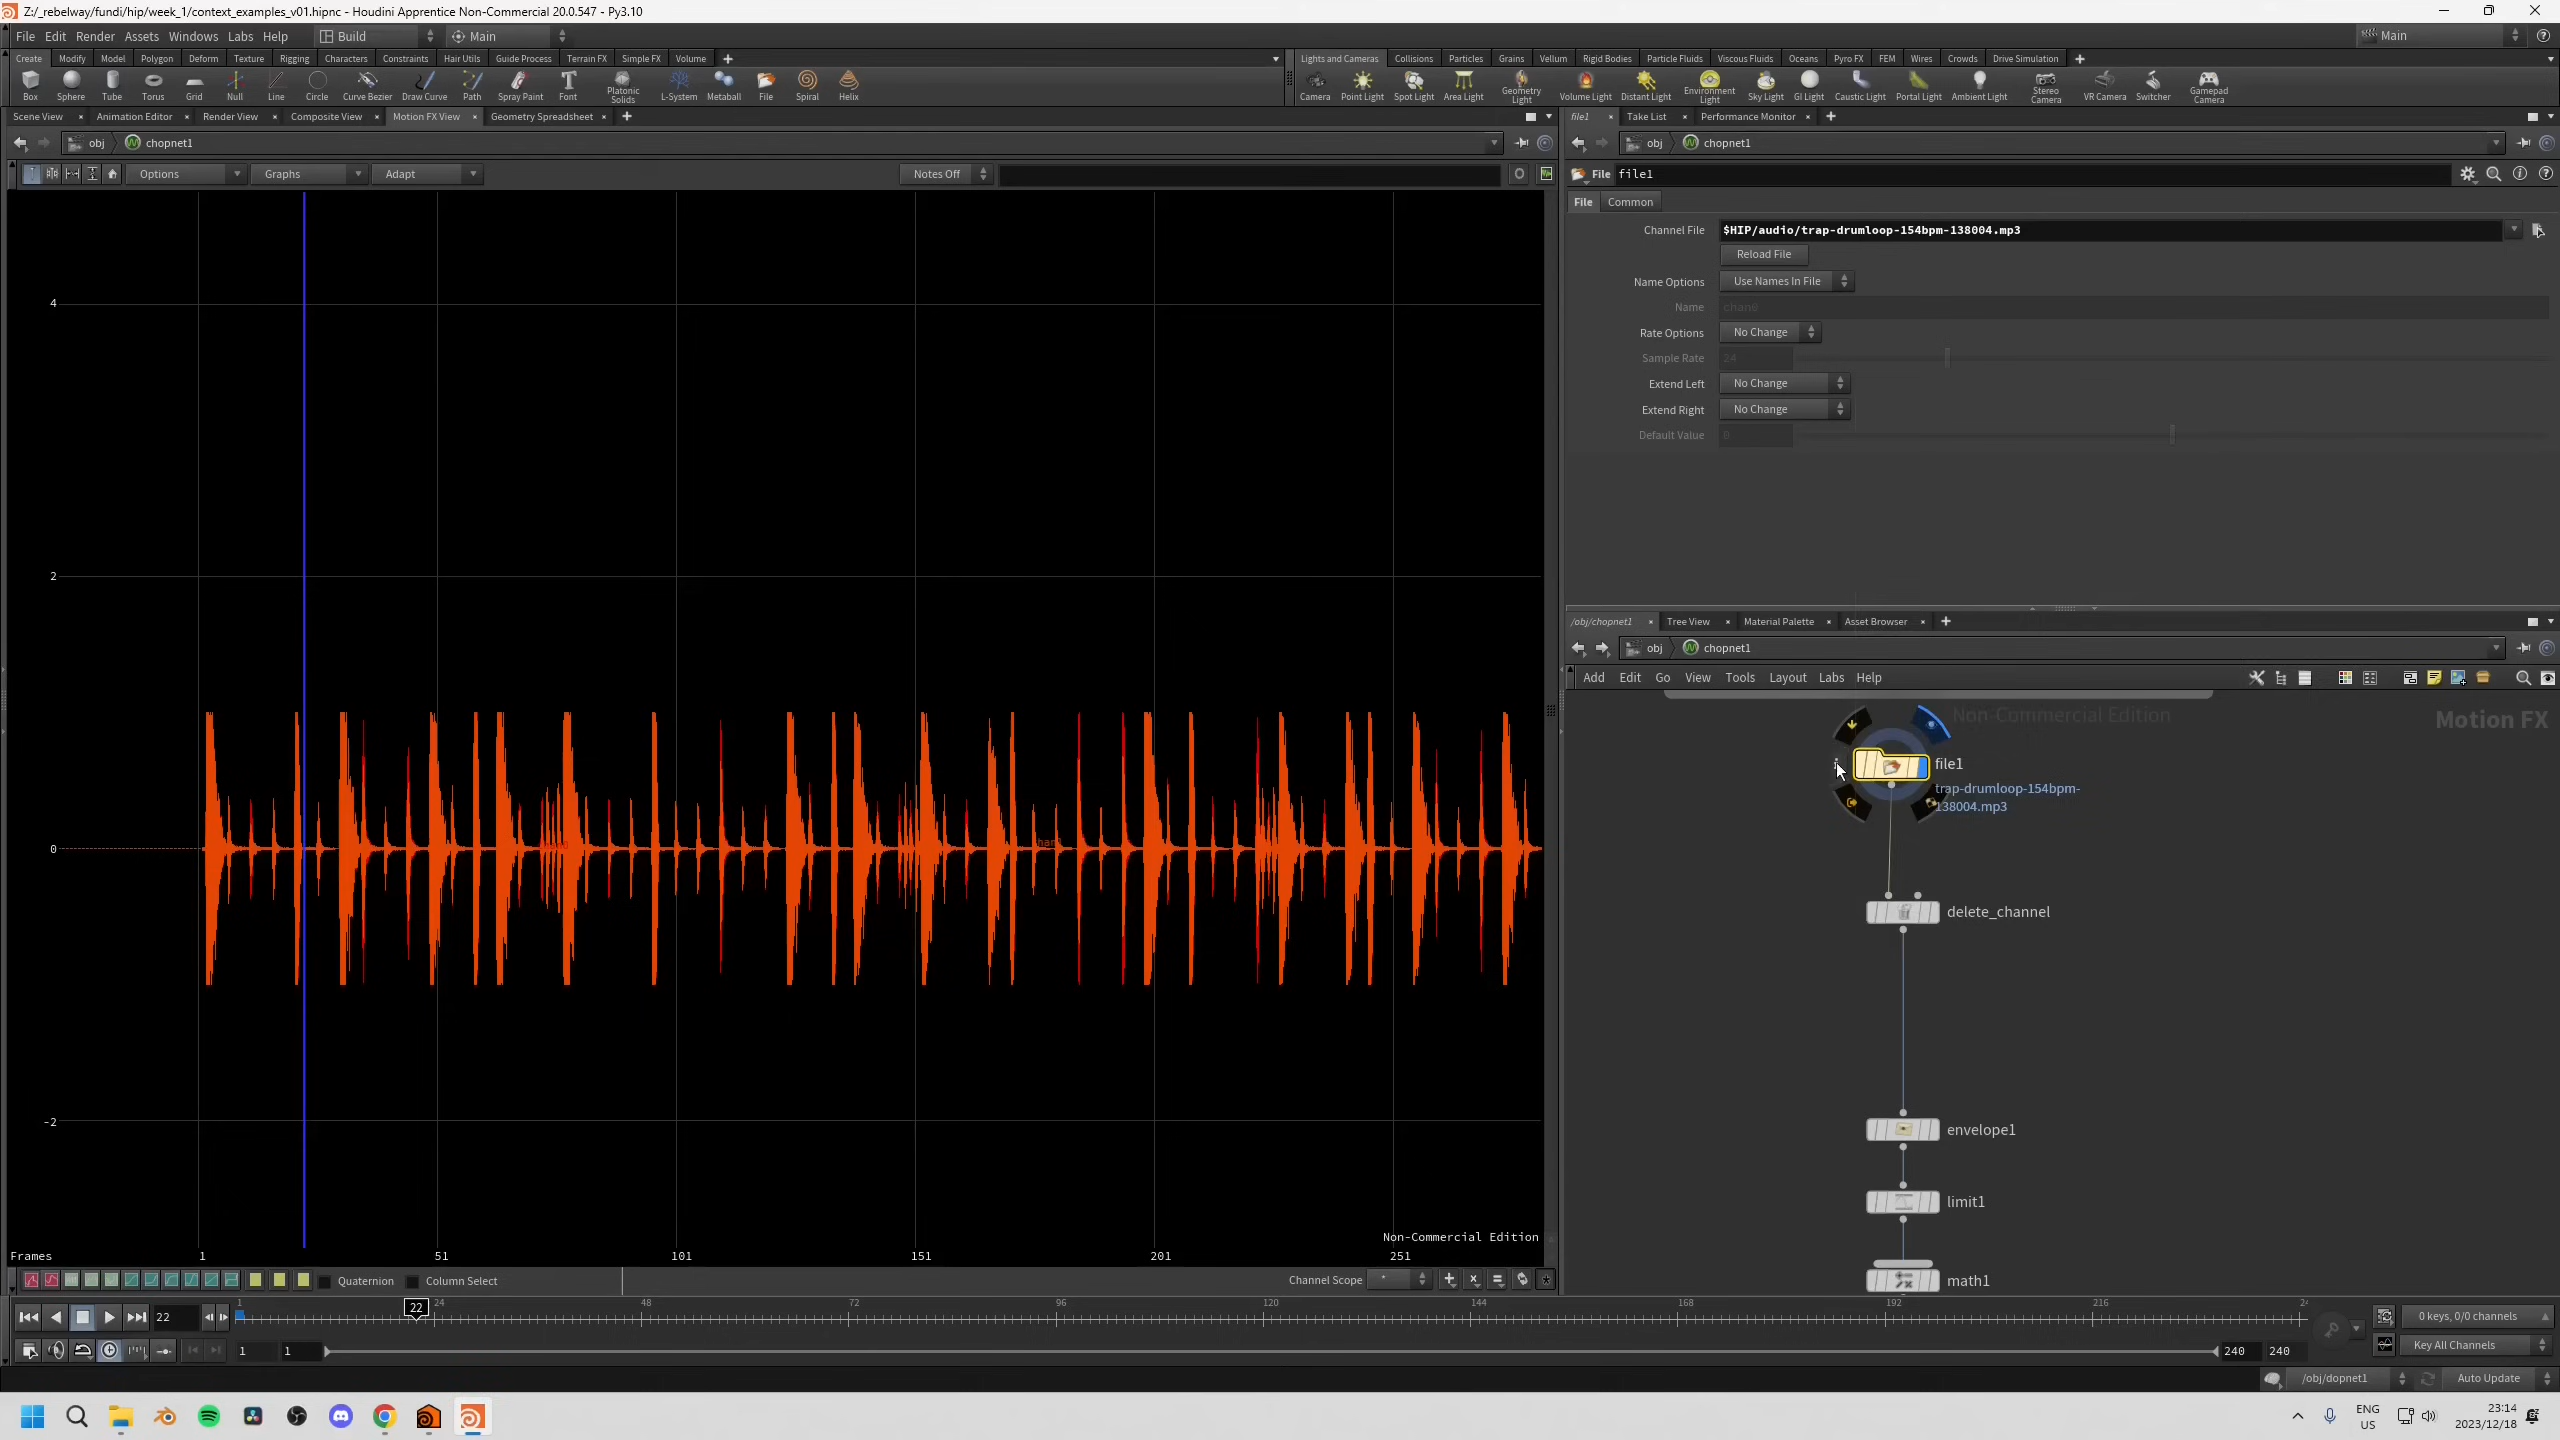 Z:/_rebelway/fundi/hip/week_1/context_examples_v01.hipnc - Houdini Apprentice Non-Commercial 20.0.547 - Py3.10
File Edit Render Assets Windows Labs Help Build Main Main
Create Modify Model Polygon Deform Texture Rigging Characters Constraints Hair Utils Guide Process Terrain FX Simple FX Volume
Lights and Cameras Collisions Particles Grains Vellum Rigid Bodies Particle Fluids Viscous Fluids Oceans Pyro FX FEM Wires Crowds Drive Simulation
Box Sphere Tube Torus Grid Null Line Circle Curve Bezier Draw Curve Path Spray Paint Font Platonic Solids L-System Metaball File Spiral Helix
Camera Point Light Spot Light Area Light Geometry Light Volume Light Distant Light Environment Light Sky Light GI Light Caustic Light Portal Light Ambient Light Stereo Camera VR Camera Switcher Gamepad Camera
Scene View Animation Editor Render View Composite View Motion FX View Geometry Spreadsheet
file1 Take List Performance Monitor
obj chopnet1
obj chopnet1
Options Graphs Adapt Notes Off
File file1
File Common
Channel File $HIP/audio/trap-drumloop-154bpm-138004.mp3
Reload File
Name Options Use Names In File
Name chan0
Rate Options No Change
Sample Rate 24
Extend Left No Change
Extend Right No Change
Default Value 0
4
2
0
-2
/obj/chopnet1 Tree View Material Palette Asset Browser
obj chopnet1
Add Edit Go View Tools Layout Labs Help
Non-Commercial Edition
Motion FX
file1
trap-drumloop-154bpm-
138004.mp3
delete_channel
envelope1
limit1
math1
Non-Commercial Edition
Frames 1 51 101 151 201 251
Quaternion Column Select Channel Scope *
22 1 22 24 48 72 96 120 144 168 192 216
0 keys, 0/0 channels
1 1 240 240 Key All Channels
/obj/dopnet1 Auto Update
ENG
US
23:14
2023/12/18